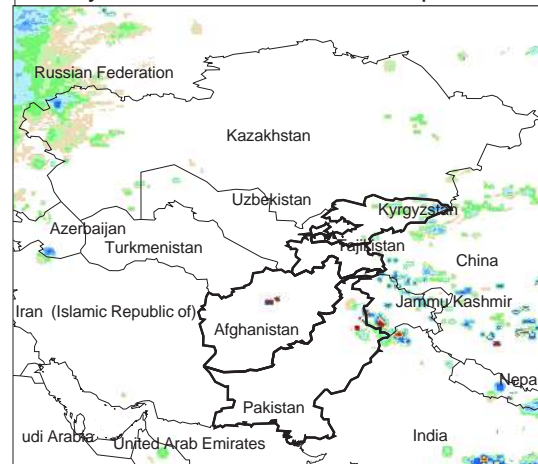 Russian Federation
Kazakhstan
Uzbekistan
Kyrgyzstan
Azerbaijan
Turkmenistan
Tajikistan
China
Iran (Islamic Republic of)
Jammu Kashmir
Afghanistan
Nepa
Pakistan
udi Arabia
United Arab Emirates
India